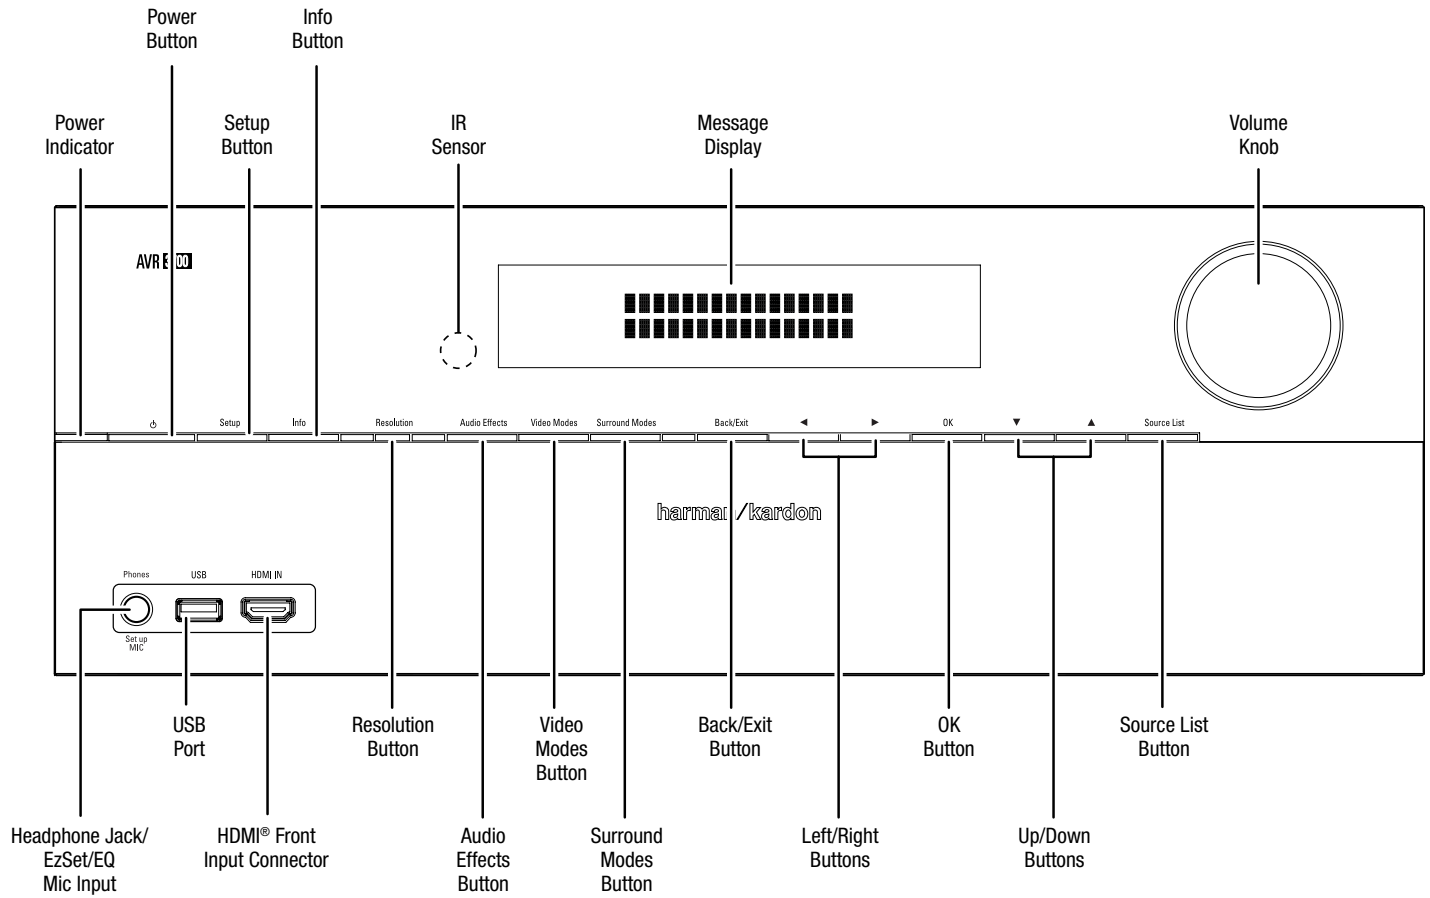 Power
Button
Info
Button
Power
Indicator
Setup
Button
IR
Sensor
Message
Display
Volume
Knob
AVR
Setup
Info
Resolution
Audio Effects
Video Modes
Surround Modes
Back/Exit
◄
►
OK
▼
▲
Source List
harman/kardon
Phones
USB
HDMI IN
Set up
MIC
USB
Port
Resolution
Button
Video
Modes
Button
Back/Exit
Button
OK
Button
Source List
Button
Headphone Jack/
EzSet/EQ
Mic Input
HDMI® Front
Input Connector
Audio
Effects
Button
Surround
Modes
Button
Left/Right
Buttons
Up/Down
Buttons